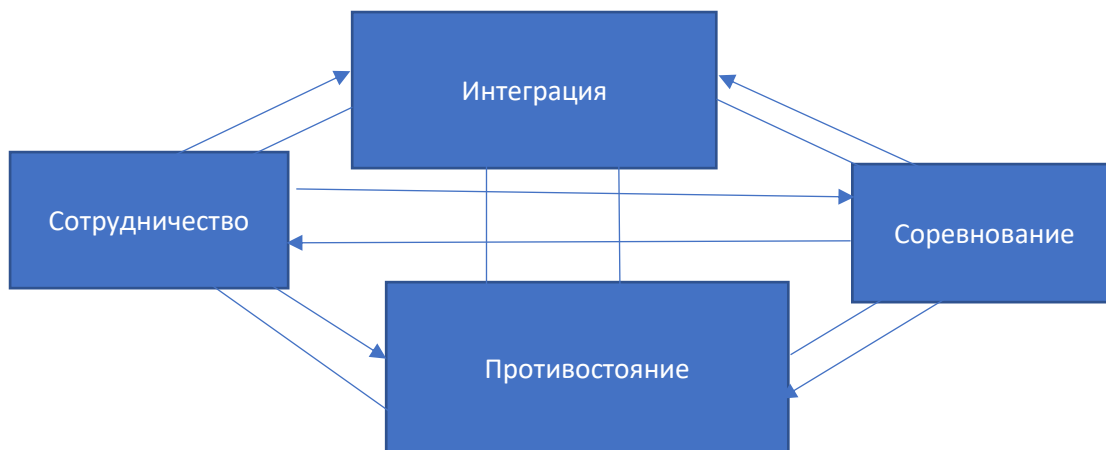 Интеграция
Сотрудничество
Соревнование
Противостояние